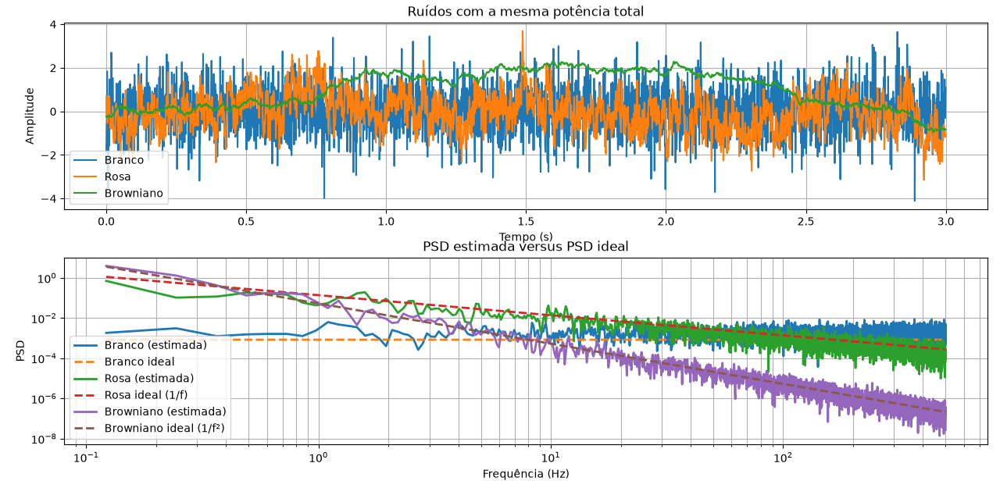 Ruídos com a mesma potência total
Amplitude
4
2
0
−2
−4
Branco
Rosa
Browniano
0.0 0.5 1.0 1.5 2.0 2.5 3.0
Tempo (s)
PSD estimada versus PSD ideal
PSD
10⁰
10⁻²
10⁻⁴
10⁻⁶
10⁻⁸
Branco (estimada)
Branco ideal
Rosa (estimada)
Rosa ideal (1/f)
Browniano (estimada)
Browniano ideal (1/f²)
10⁻¹ 10⁰ 10¹ 10²
Frequência (Hz)